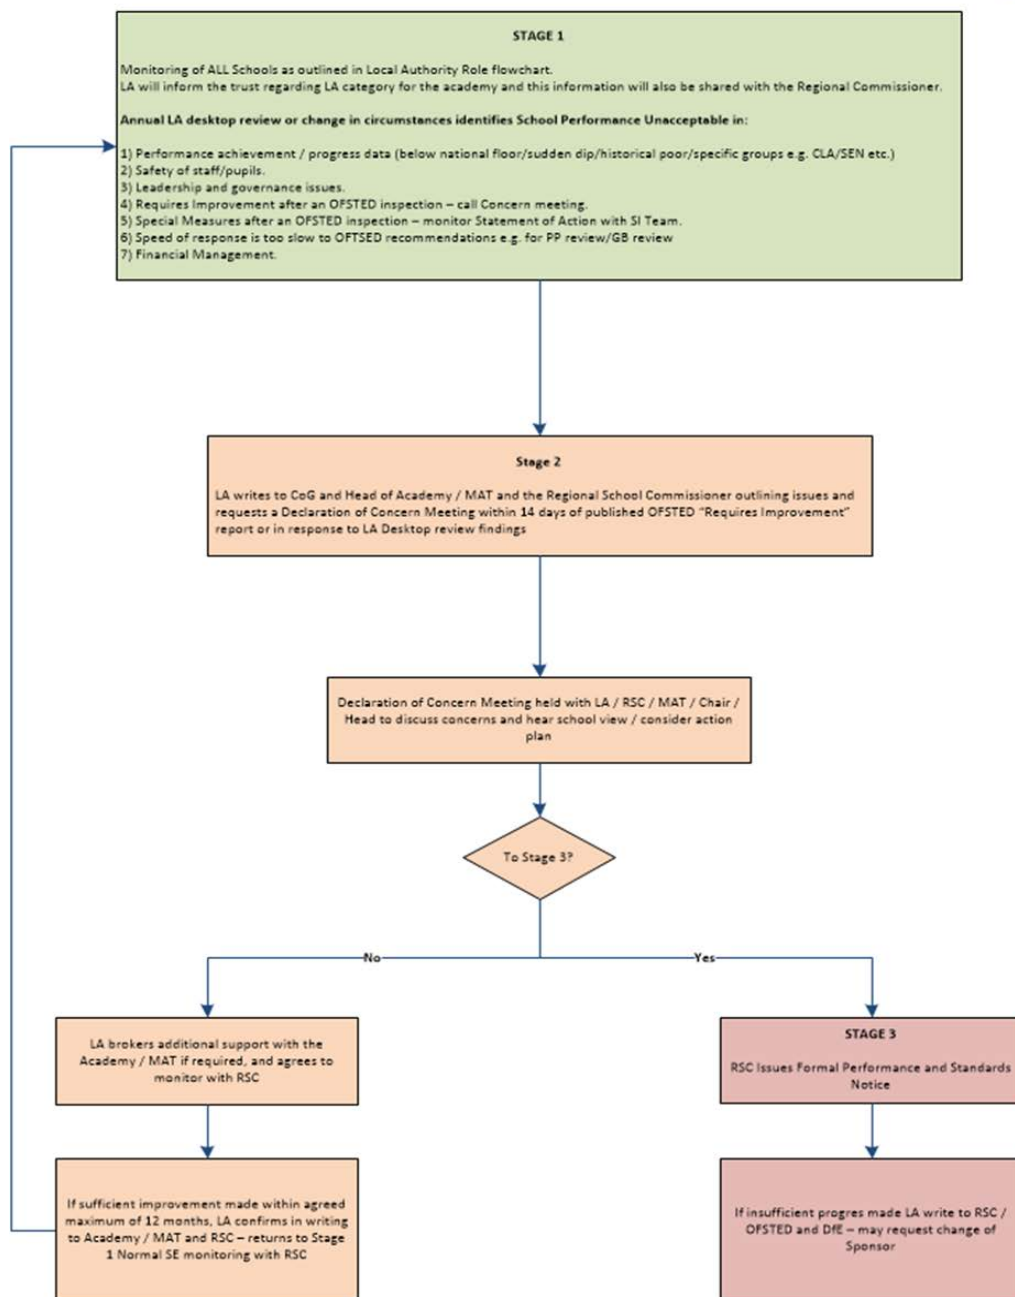 STAGE 1
Monitoring of ALL Schools as outlined in Local Authority Role flowchart.
LA will inform the trust regarding LA category for the academy and this information will also be shared with the Regional Commissioner.
Annual LA desktop review or change in circumstances identifies School Performance Unacceptable in:
1) Performance achievement / progress data (below national floor/sudden dip/historical poor/specific groups e.g. CLA/SEN etc.)
2) Safety of staff/pupils.
3) Leadership and governance issues.
4) Requires Improvement after an OFSTED inspection – call Concern meeting.
5) Special Measures after an OFSTED inspection – monitor Statement of Action with SI Team.
6) Speed of response is too slow to OFTSED recommendations e.g. for PP review/GB review
7) Financial Management.
Stage 2
LA writes to CoG and Head of Academy / MAT and the Regional School Commissioner outlining issues and
requests a Declaration of Concern Meeting within 14 days of published OFSTED “Requires Improvement”
report or in response to LA Desktop review findings
Declaration of Concern Meeting held with LA / RSC / MAT / Chair /
Head to discuss concerns and hear school view / consider action
plan
To Stage 3?
No
Yes
LA brokers additional support with the
Academy / MAT if required, and agrees to
monitor with RSC
STAGE 3
RSC Issues Formal Performance and Standards
Notice
If sufficient improvement made within agreed
maximum of 12 months, LA confirms in writing
to Academy / MAT and RSC – returns to Stage
1 Normal SE monitoring with RSC
If insufficient progres made LA write to RSC /
OFSTED and DfE – may request change of
Sponsor